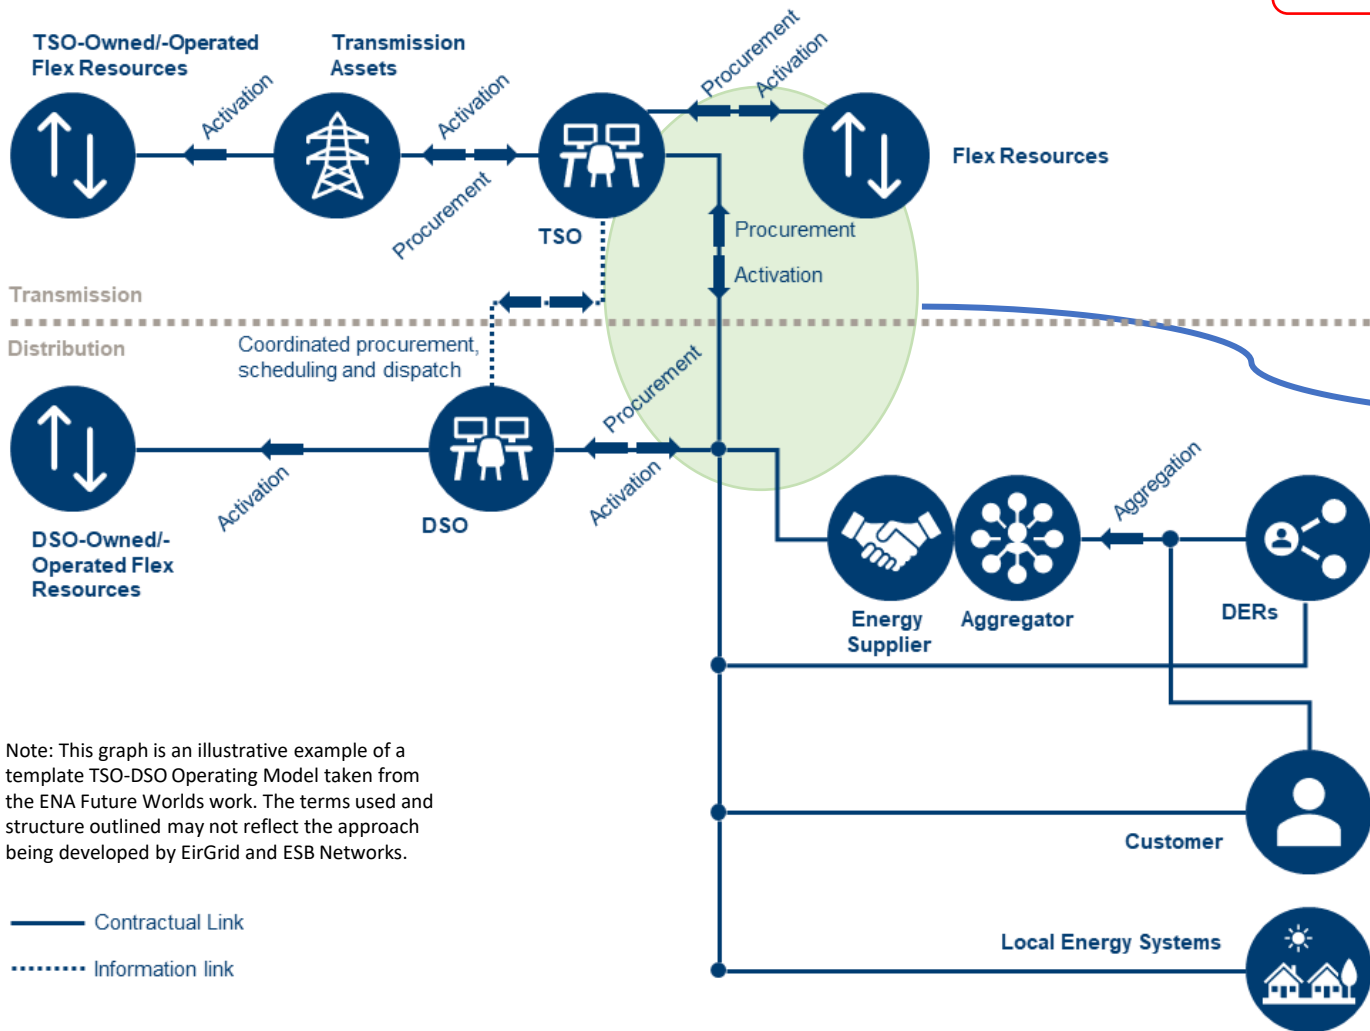 TSO-Owned/-Operated
Flex Resources
Transmission
Assets
Activation
Activation
Procurement
Procurement
Activation
Flex Resources
TSO
Procurement
Activation
Transmission
Distribution
Coordinated procurement,
scheduling and dispatch
Procurement
Activation
Activation
DSO
DSO-Owned/-
Operated Flex
Resources
Aggregation
Energy
Supplier
Aggregator
DERs
Note: This graph is an illustrative example of a
template TSO-DSO Operating Model taken from
the ENA Future Worlds work. The terms used and
structure outlined may not reflect the approach
being developed by EirGrid and ESB Networks.
Customer
Contractual Link
Local Energy Systems
Information link